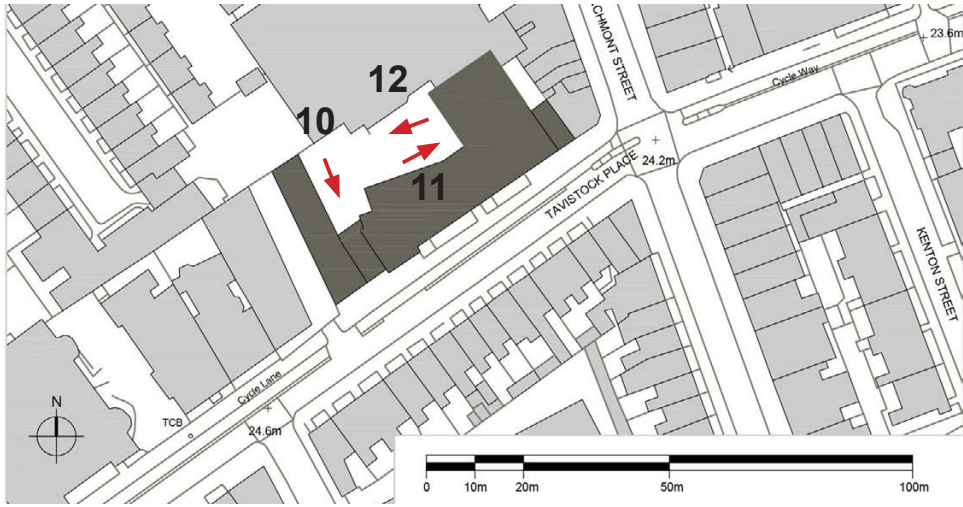 CHMONT STREET
23.6m
Cycle Way
12
10
24.2m
TAVISTOCK PLACE
11
KENTON STREET
Cycle Lane
N
TCB
24.6m
0 10m 20m 50m 100m